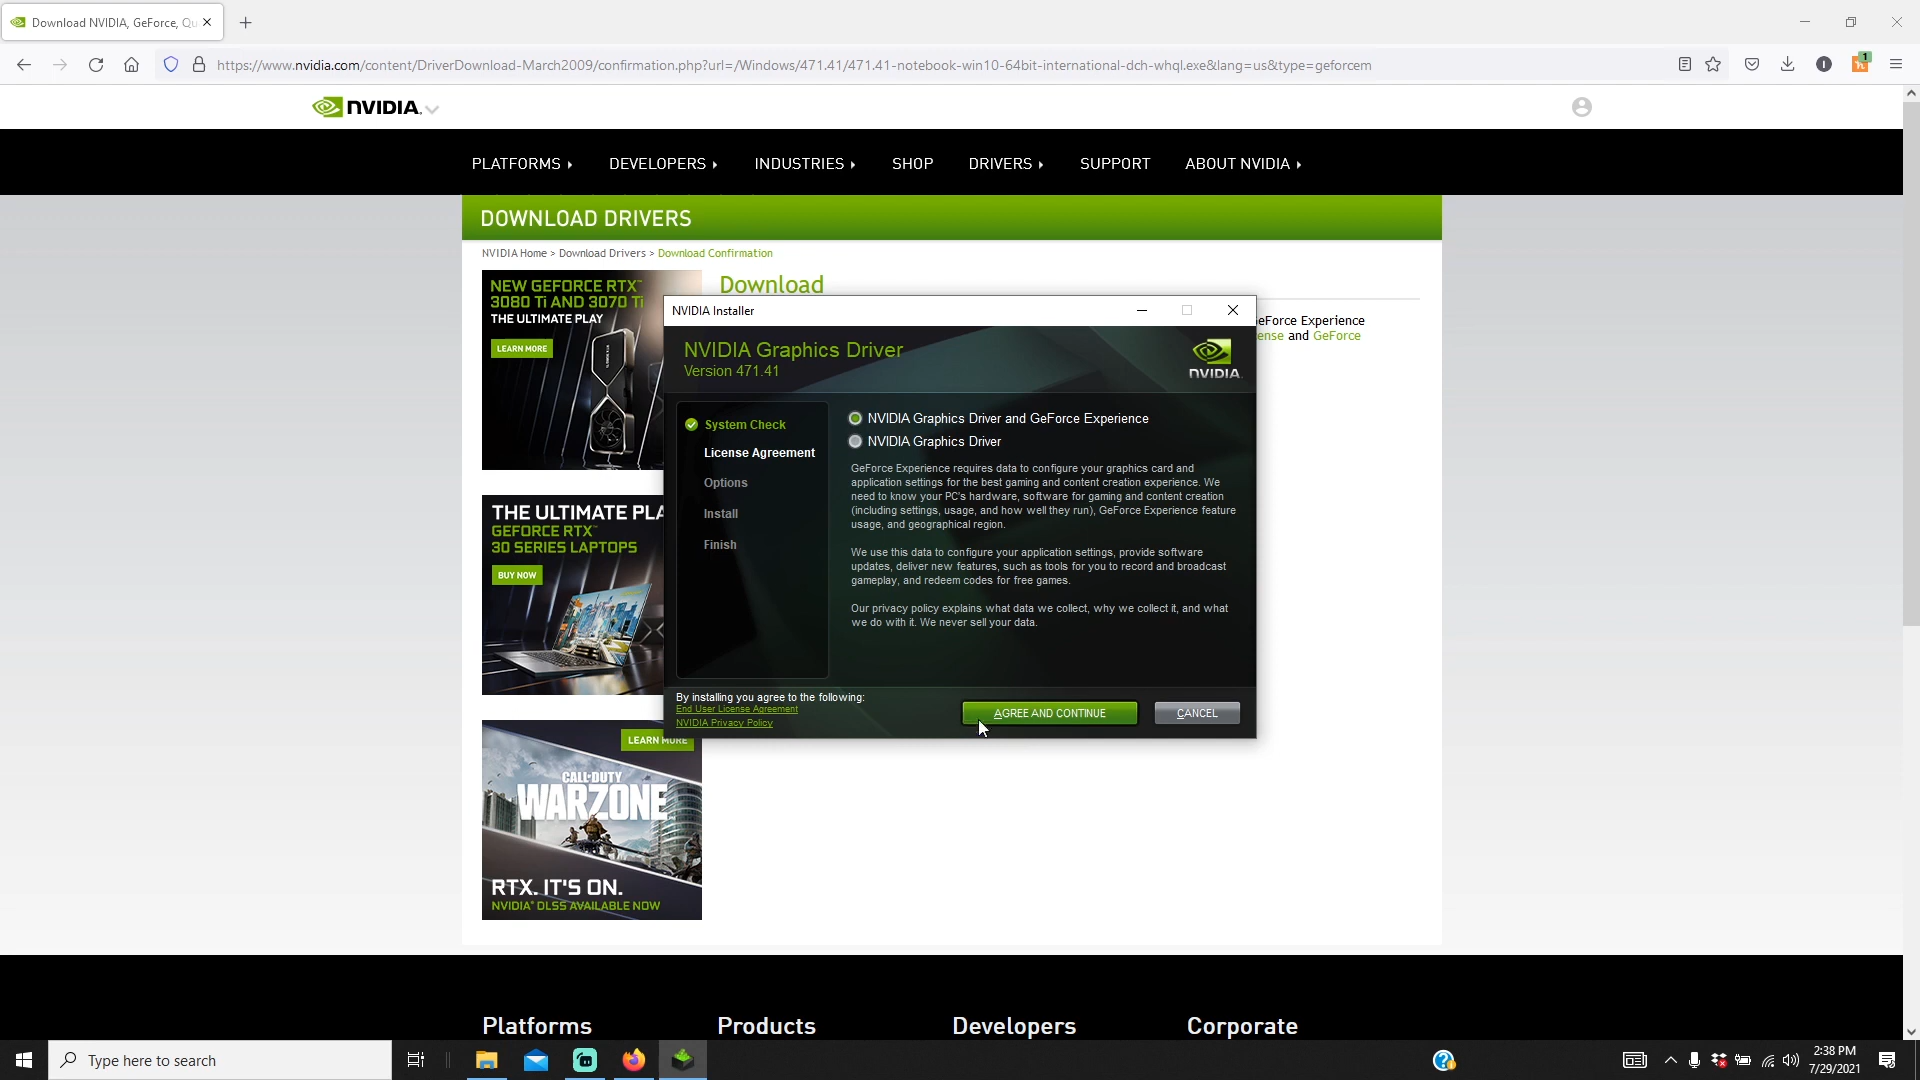 Download NVIDIA, GeForce, Qu
https://www.nvidia.com/content/DriverDownload-March2009/confirmation.php?url=/Windows/471.41/471.41-notebook-win10-64bit-international-dch-whql.exe&lang=us&type=geforcem
1
NVIDIA.
PLATFORMS DEVELOPERS INDUSTRIES SHOP DRIVERS SUPPORT ABOUT NVIDIA
DOWNLOAD DRIVERS
NVIDIA Home > Download Drivers > Download Confirmation
NEW GEFORCE RTX™
3080 Ti AND 3070 Ti
THE ULTIMATE PLAY
LEARN MORE
Download
eForce Experience
ense and GeForce
NVIDIA Installer
NVIDIA Graphics Driver
Version 471.41
NVIDIA.
System Check
License Agreement
Options
Install
Finish
NVIDIA Graphics Driver and GeForce Experience
NVIDIA Graphics Driver
GeForce Experience requires data to configure your graphics card and
application settings for the best gaming and content creation experience. We
need to know your PC's hardware, software for gaming and content creation
(including settings, usage, and how well they run), GeForce Experience feature
usage, and geographical region.
We use this data to configure your application settings, provide software
updates, deliver new features, such as tools for you to record and broadcast
gameplay, and redeem codes for free games.
Our privacy policy explains what data we collect, why we collect it, and what
we do with it. We never sell your data.
By installing you agree to the following:
End User License Agreement
NVIDIA Privacy Policy
AGREE AND CONTINUE
CANCEL
THE ULTIMATE PLA
GEFORCE RTX™
30 SERIES LAPTOPS
BUY NOW
LEARN MORE
CALL OF DUTY
WARZONE
RTX. IT'S ON.
NVIDIA® DLSS AVAILABLE NOW
Platforms Products Developers Corporate
Type here to search
2:38 PM
7/29/2021